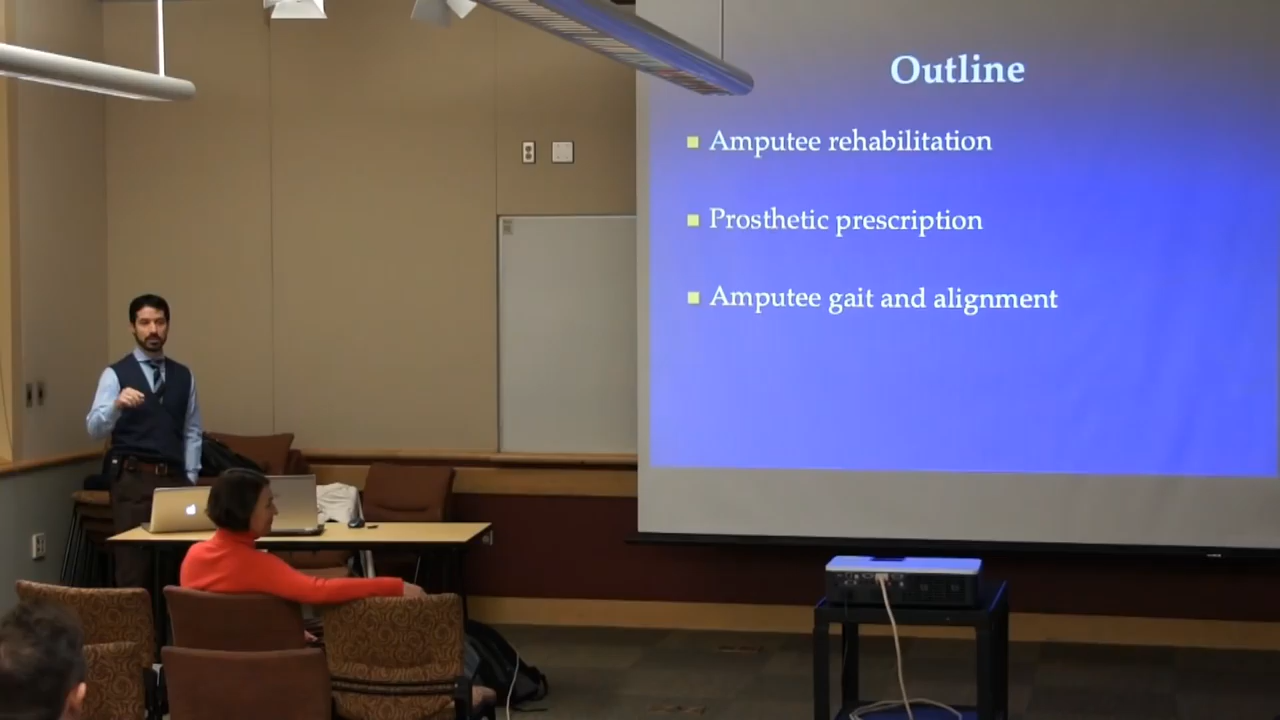 Outline
Amputee rehabilitation
Prosthetic prescription
Amputee gait and alignment